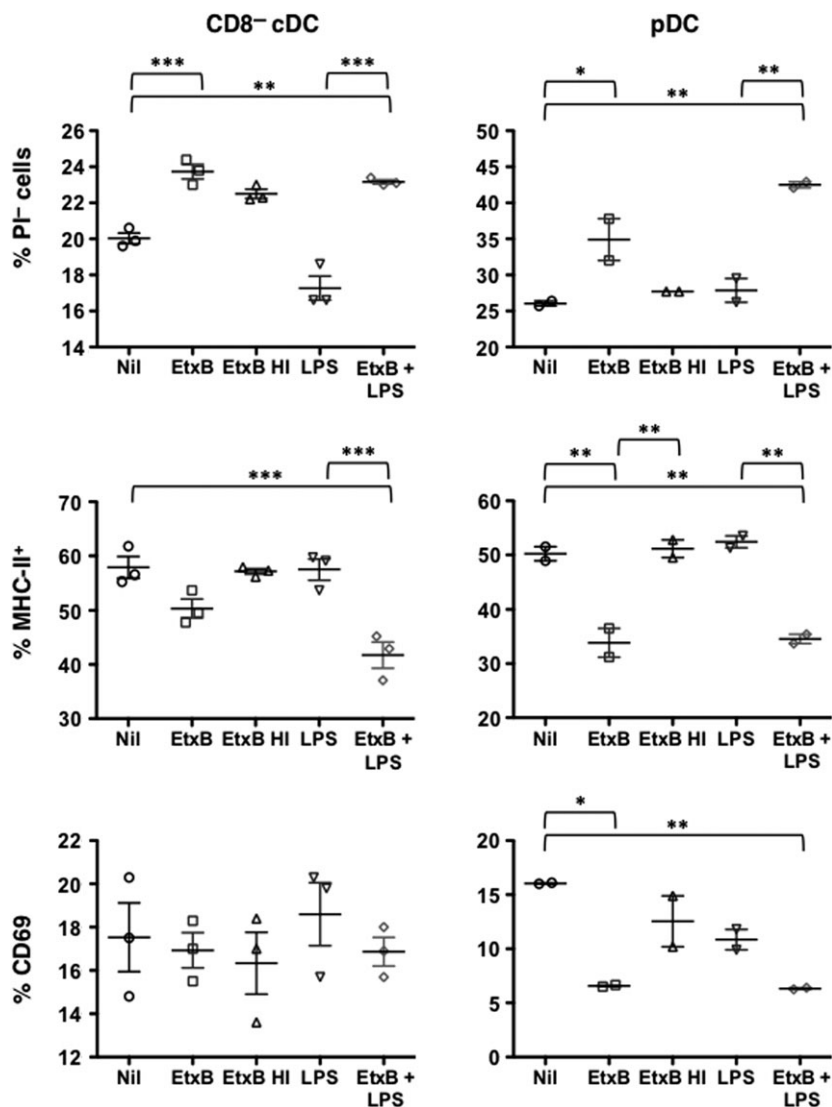 CD8⁻ cDC
pDC
*** ***
**
* **
**
% PI⁻ cells
26
24
22
20
18
16
14
Nil EtxB EtxB HI LPS EtxB +
LPS
50
45
40
35
30
25
20
Nil EtxB EtxB HI LPS EtxB +
LPS
***
***
**
** **
**
% MHC-II⁺
70
60
50
40
30
Nil EtxB EtxB HI LPS EtxB +
LPS
60
50
40
30
20
Nil EtxB EtxB HI LPS EtxB +
LPS
*
**
% CD69
22
20
18
16
14
12
Nil EtxB EtxB HI LPS EtxB +
LPS
20
15
10
5
0
Nil EtxB EtxB HI LPS EtxB +
LPS